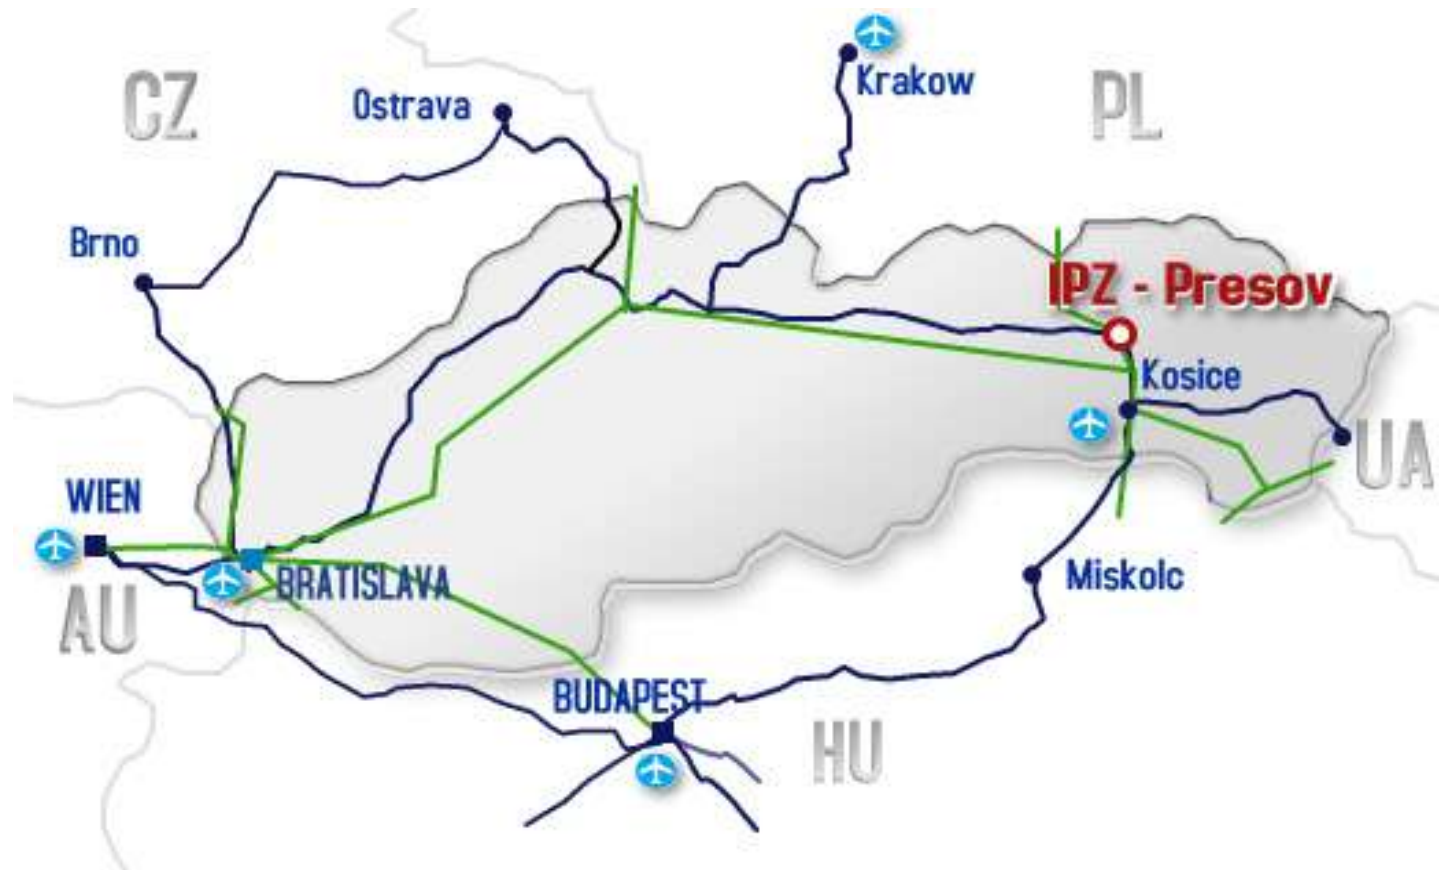 Krakow
CZ
Ostrava
PL
Brno
IPZ - Presov
Kosice
UA
WIEN
BRATISLAVA
Miskolc
AU
BUDAPEST
HU